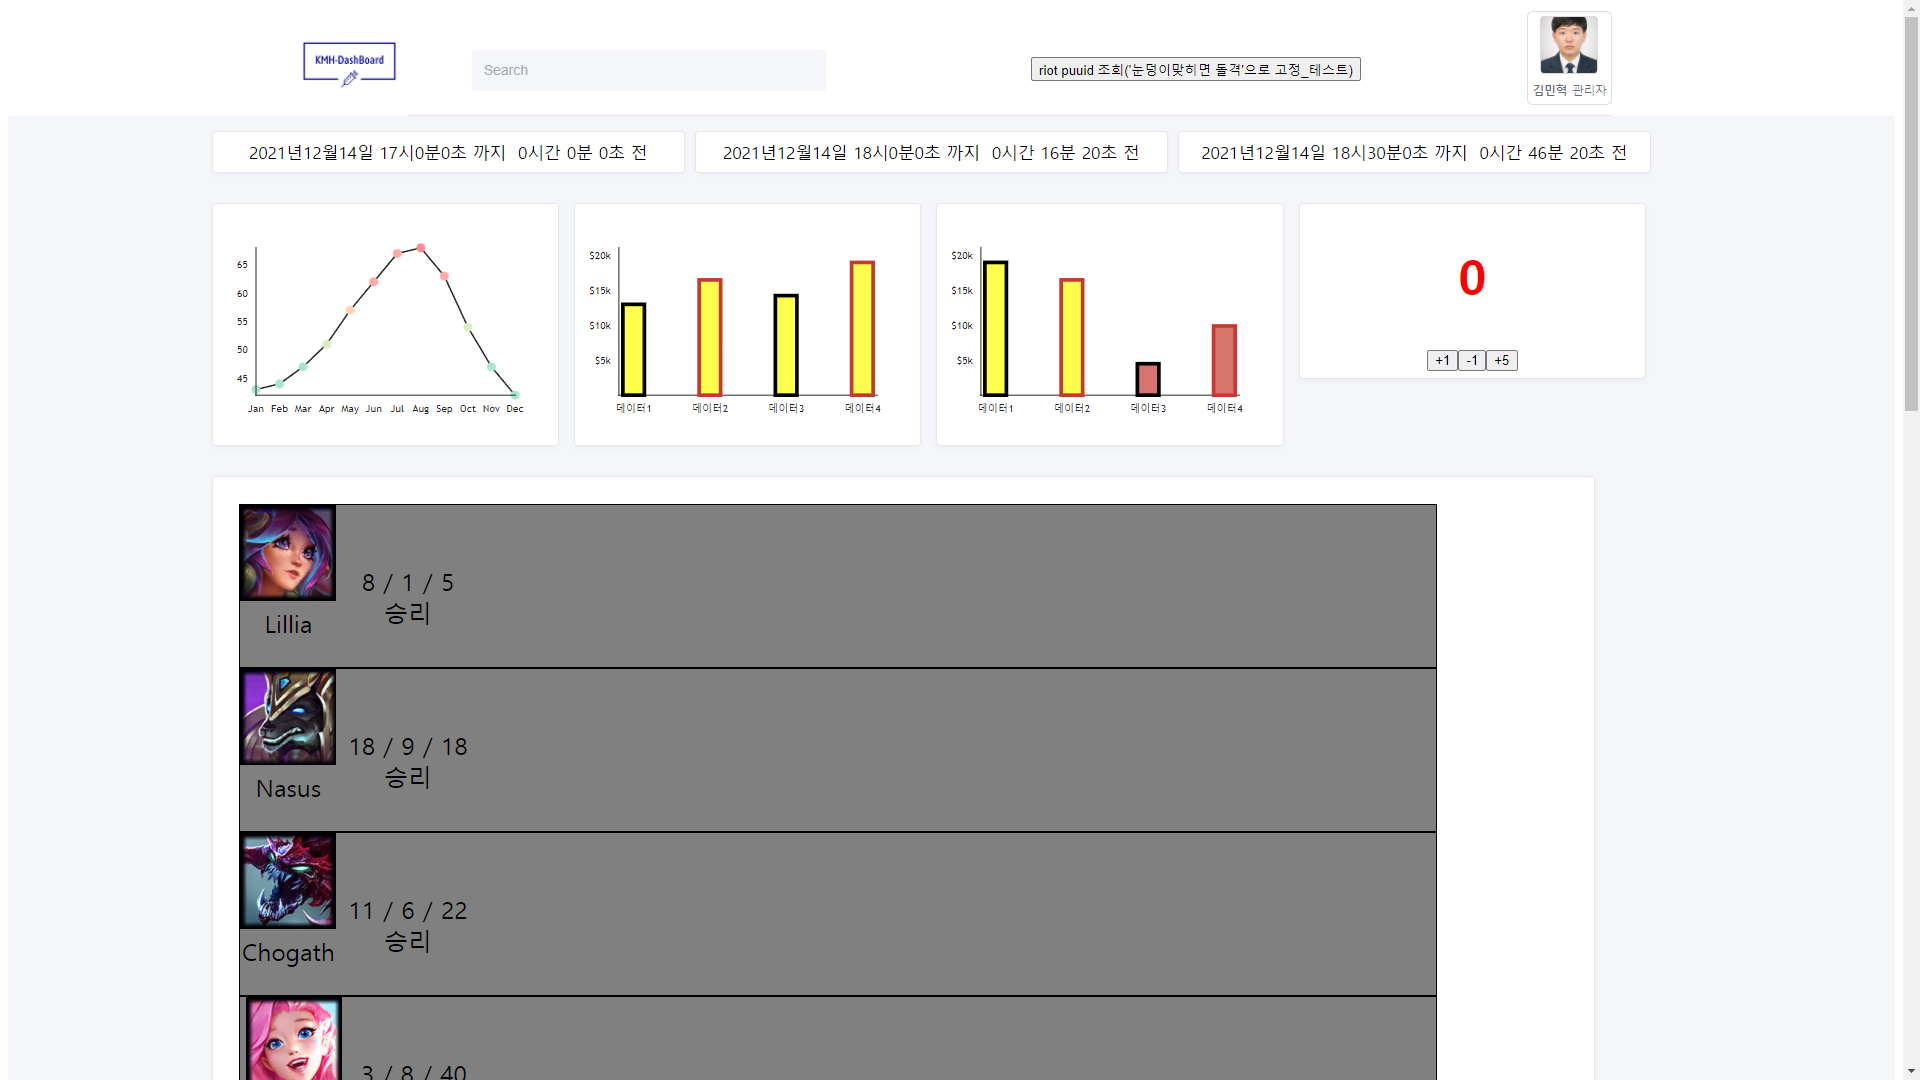 KMH-DashBoard
Search
riot puuid 조회('눈덩이맞히면 돌격'으로 고정_테스트)
김민혁 관리자
2021년12월14일 17시0분0초 까지 0시간 0분 0초 전
2021년12월14일 18시0분0초 까지 0시간 16분 20초 전
2021년12월14일 18시30분0초 까지 0시간 46분 20초 전
65
60
55
50
45
Jan Feb Mar Apr May Jun Jul Aug Sep Oct Nov Dec
$20k
$15k
$10k
$5k
데이터1 데이터2 데이터3 데이터4
$20k
$15k
$10k
$5k
데이터1 데이터2 데이터3 데이터4
0
+1 -1 +5
8 / 1 / 5
승리
Lillia
18 / 9 / 18
승리
Nasus
11 / 6 / 22
승리
Chogath
3 / 8 / 40